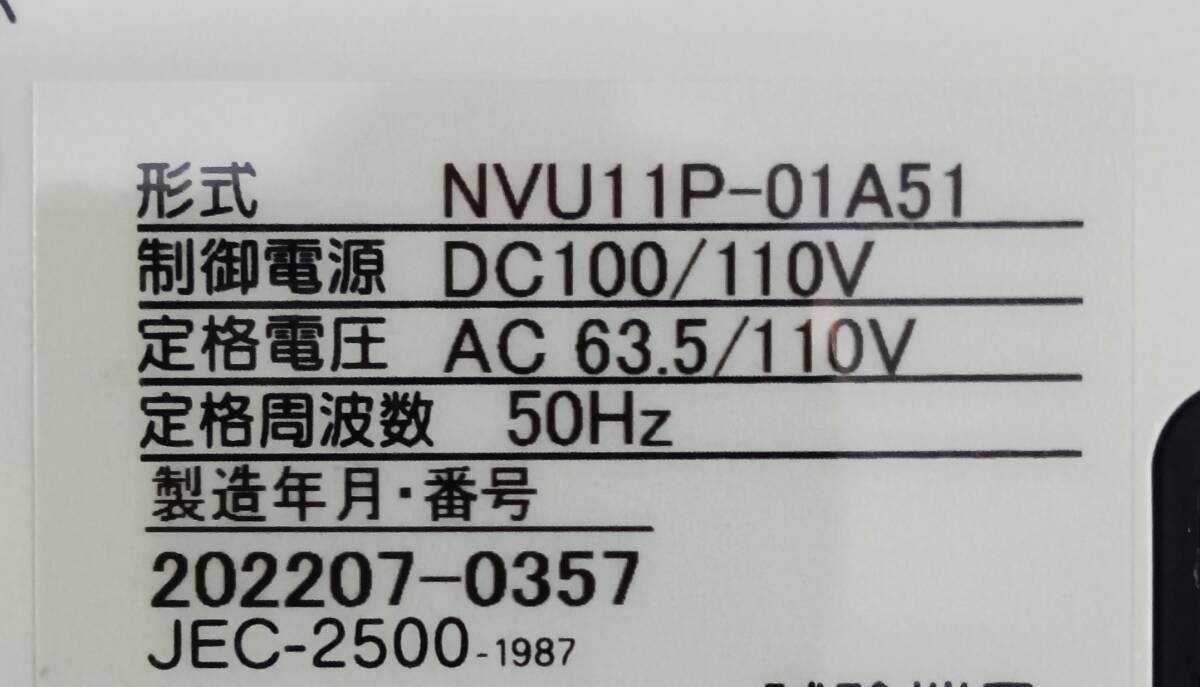 形式 NVU11P-01A51
制御電源 DC100/110V
定格電圧 AC 63.5/110V
定格周波数 50Hz
製造年月・番号
202207-0357
JEC-2500-1987